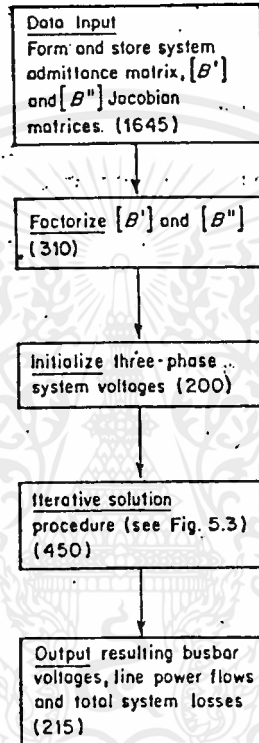 Data Input
Form and store system
admittance matrix, [B']
and [B''] Jacobian
matrices. (1645)
Factorize [B'] and [B'']
(310)
Initialize three-phase
system voltages (200)
Iterative solution
procedure (see Fig. 5.3)
(450)
Output resulting busbar
voltages, line power flows
and total system losses
(215)